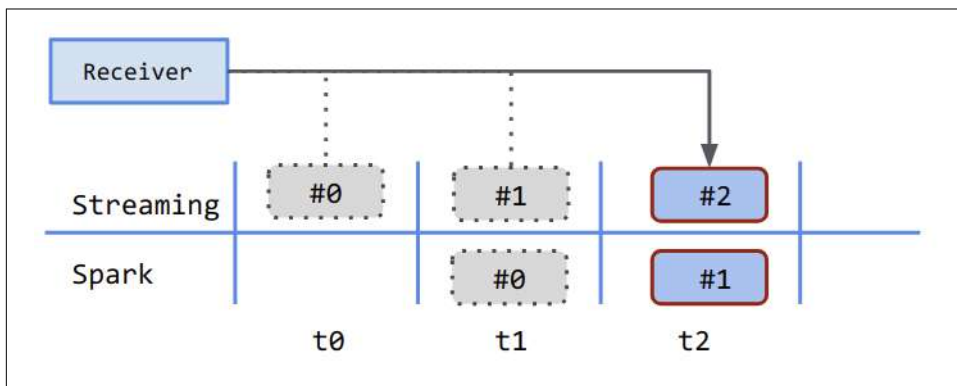 Receiver
#0 #1 #2
Streaming
Spark
#0 #1
t0 t1 t2